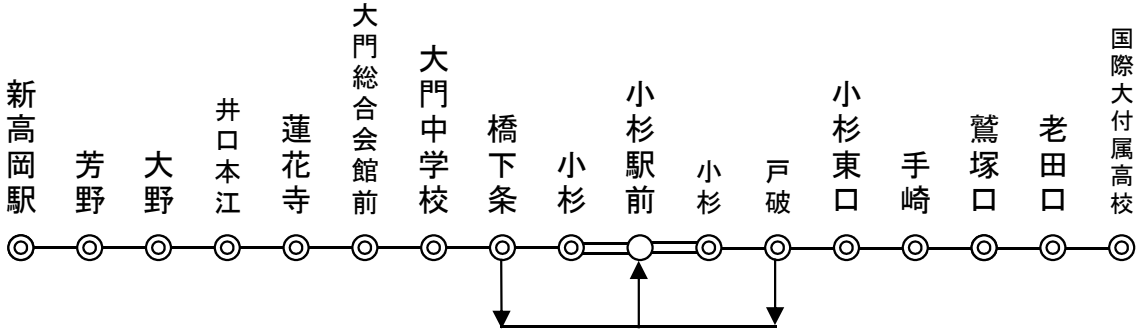 新高岡駅
芳野
大野
井口本江
蓮花寺
大門総合会館前
大門中学校
橋下条
小杉
小杉駅前
小杉
戸破
小杉東口
手崎
鷲塚口
老田口
国際大付属高校